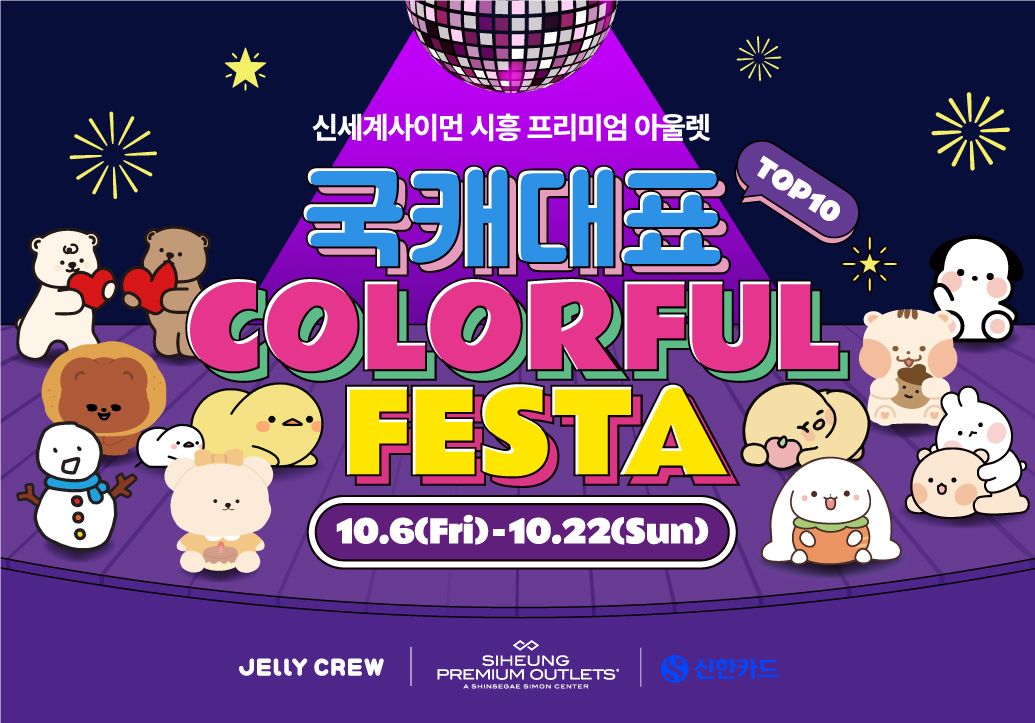 신세계사이먼 시흥 프리미엄 아울렛
국캐대표
TOP10
COLORFUL
FESTA
10.6(Fri)-10.22(Sun)
JELLY CREW
SIHEUNG
PREMIUM OUTLETS®
A SHINSEGAE SIMON CENTER
신한카드